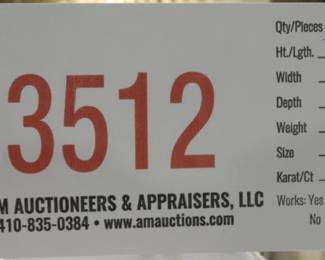 3512
M AUCTIONEERS & APPRAISERS, LLC
410-835-0384 • www.amauctions.com
Qty/Pieces
Ht./Lgth.
Width
Depth
Weight
Size
Karat/Ct
Works: Yes
No